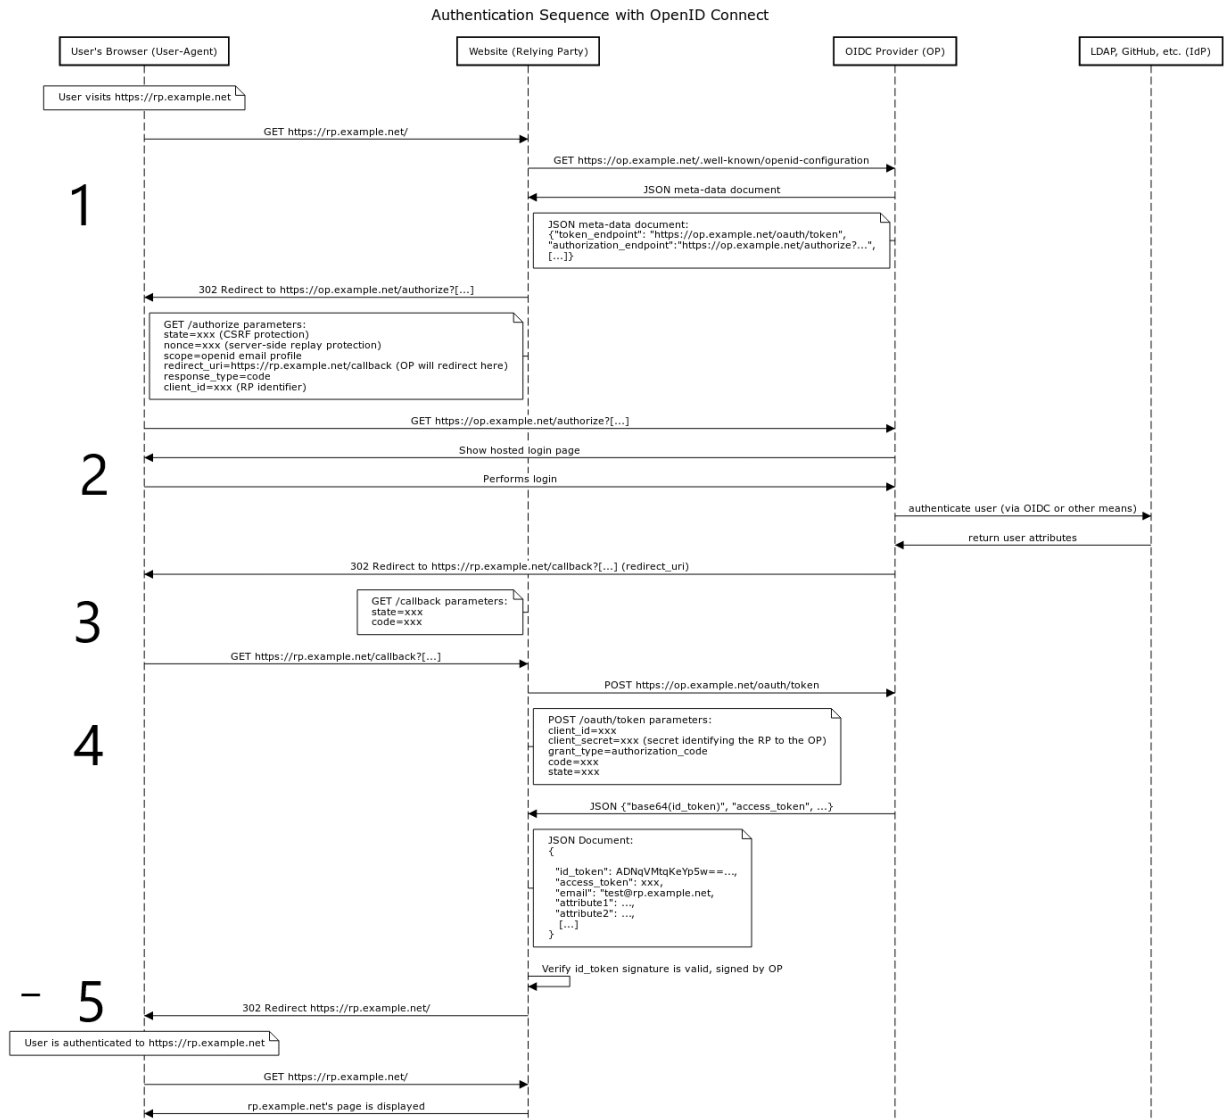 Authentication Sequence with OpenID Connect
User's Browser (User-Agent)
Website (Relying Party)
OIDC Provider (OP)
LDAP, GitHub, etc. (IdP)
User visits https://rp.example.net
GET https://rp.example.net/
GET https://op.example.net/.well-known/openid-configuration
JSON meta-data document
1
JSON meta-data document:
{"token_endpoint": "https://op.example.net/oauth/token",
"authorization_endpoint":"https://op.example.net/authorize?...",
[...]}
302 Redirect to https://op.example.net/authorize?[...]
GET /authorize parameters:
state=xxx (CSRF protection)
nonce=xxx (server-side replay protection)
scope=openid email profile
redirect_uri=https://rp.example.net/callback (OP will redirect here)
response_type=code
client_id=xxx (RP identifier)
GET https://op.example.net/authorize?[...]
Show hosted login page
2
Performs login
authenticate user (via OIDC or other means)
return user attributes
302 Redirect to https://rp.example.net/callback?[...] (redirect_uri)
3
GET /callback parameters:
state=xxx
code=xxx
GET https://rp.example.net/callback?[...]
POST https://op.example.net/oauth/token
4
POST /oauth/token parameters:
client_id=xxx
client_secret=xxx (secret identifying the RP to the OP)
grant_type=authorization_code
code=xxx
state=xxx
JSON {"base64(id_token)", "access_token", ...}
JSON Document:
{
"id_token": ADNqVMtqKeYp5w==...,
"access_token": xxx,
"email": "test@rp.example.net,
"attribute1": ...,
"attribute2": ...,
[...]
}
Verify id_token signature is valid, signed by OP
– 5
302 Redirect https://rp.example.net/
User is authenticated to https://rp.example.net
GET https://rp.example.net/
rp.example.net's page is displayed